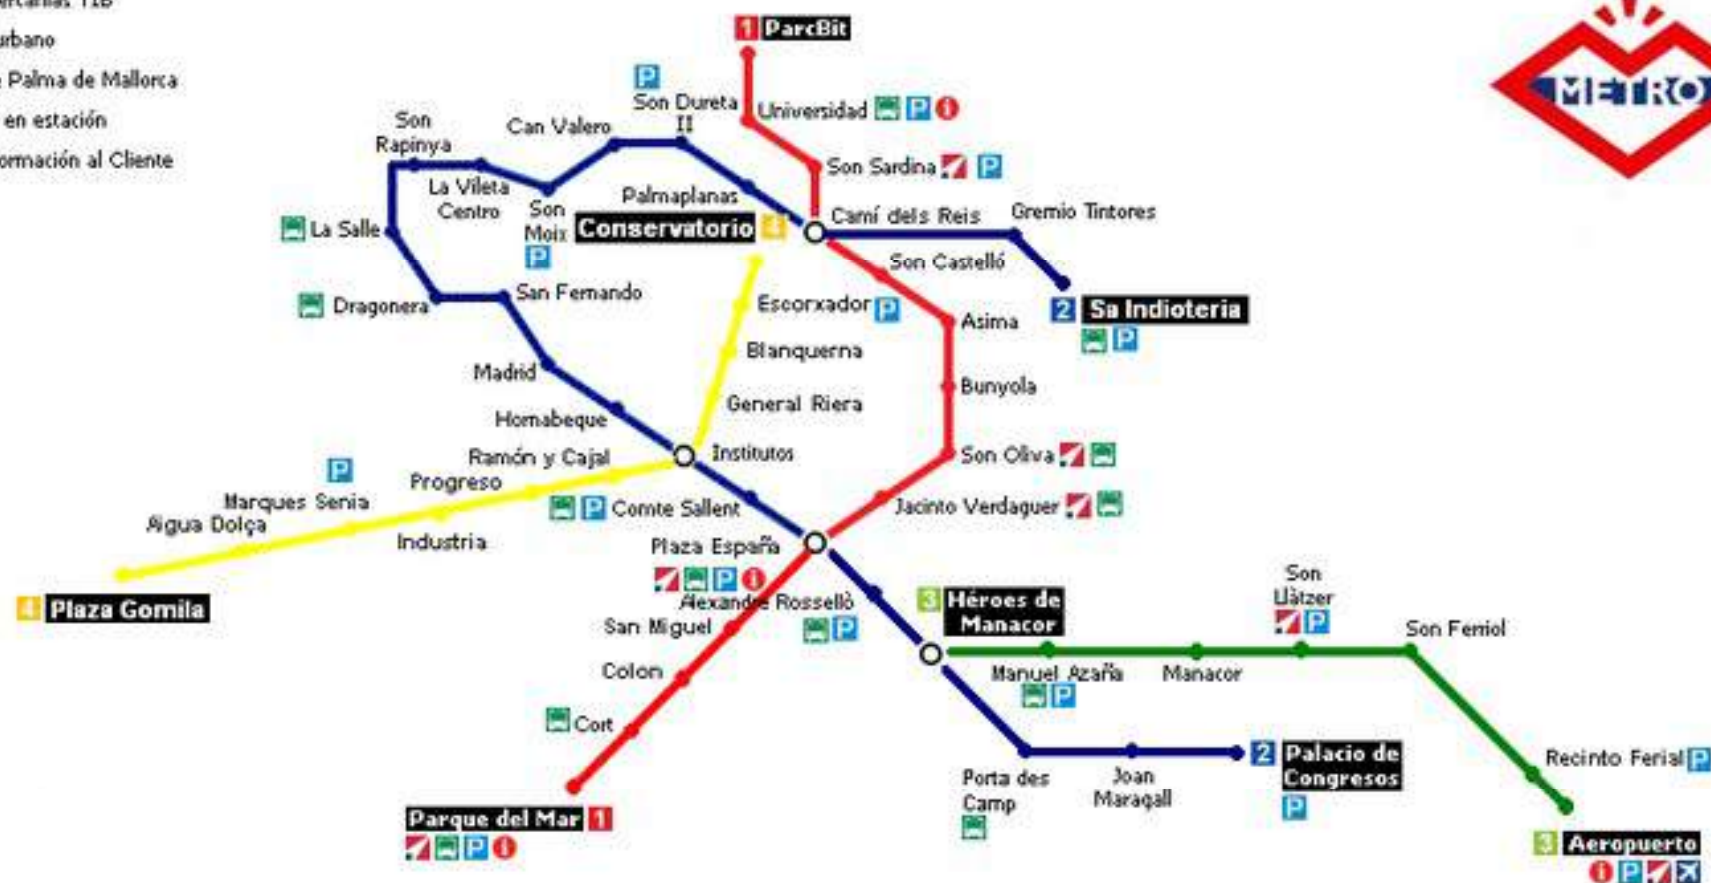 TIB
urbano
Palma de Mallorca
en estación
ormación al Cliente
METRO
1 ParcBit
P
Son Dureta
II
Universidad P i
Son
Rapinya
Can Valero
La Vileta
Centro
Son Sardina P
Palmaplanas
Son
Moix
P
Conservatorio 4
Camí dels Reis
Gremio Tintores
La Salle
Son Castelló
Dragonera
San Fernando
Escorxador P
Asima
2 Sa Indioteria
P
Blanquerna
Madrid
Bunyola
General Riera
Hornabeque
Institutos
Son Oliva
Ramón y Cajal
P
Progreso
Marques Senia
P Comte Sallent
Jacinto Verdaguer
Aigua Dolça
Industria
Plaza España
P i
4 Plaza Gomila
Alexandre Rosselló
P
San Miguel
3 Héroes de
Manacor
Son
Llàtzer
P
Son Ferriol
Colon
Manuel Azaña
P
Manacor
Cort
2 Palacio de
Congresos
P
Recinto Ferial P
Porta des
Camp
Joan
Maragall
Parque del Mar 1
P i
3 Aeropuerto
i P